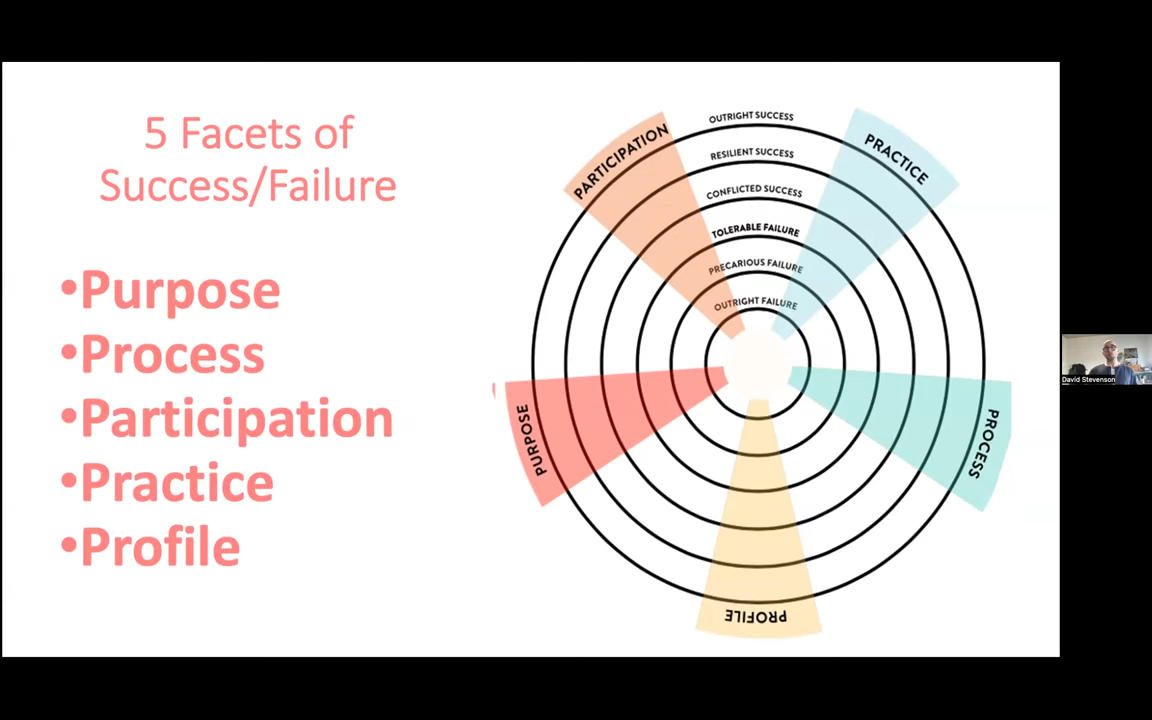 5 Facets of
Success/Failure
•Purpose
•Process
•Participation
•Practice
•Profile
OUTRIGHT SUCCESS
RESILIENT SUCCESS
CONFLICTED SUCCESS
TOLERABLE FAILURE
PRECARIOUS FAILURE
OUTRIGHT FAILURE
PARTICIPATION
PRACTICE
PURPOSE
PROCESS
PROFILE
David Stevenson